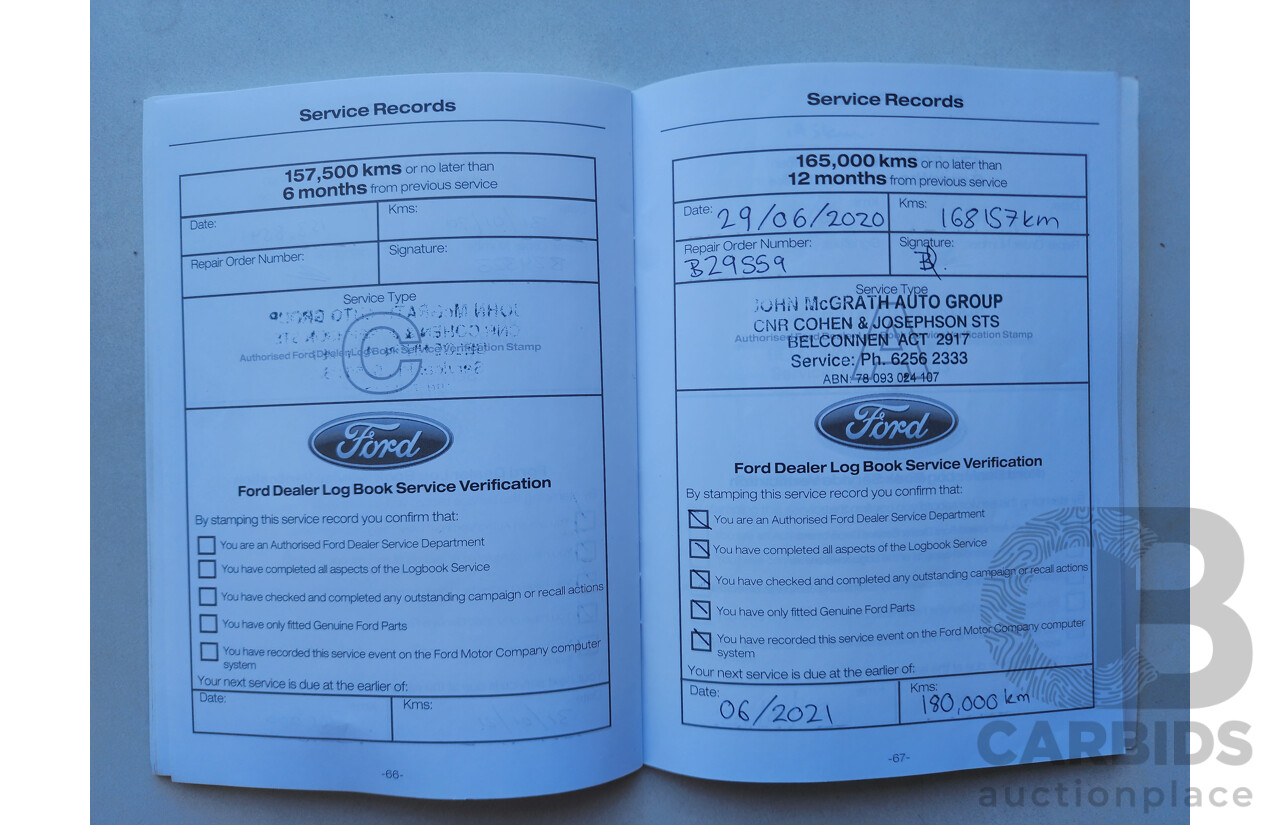 Service Records
157,500 kms or no later than
6 months from previous service
Date:
Kms:
Repair Order Number:
Signature:
Service Type
C
Authorised Ford Dealer Log Book Service Verification Stamp
Ford
Ford Dealer Log Book Service Verification
By stamping this service record you confirm that:
You are an Authorised Ford Dealer Service Department
You have completed all aspects of the Logbook Service
You have checked and completed any outstanding campaign or recall actions
You have only fitted Genuine Ford Parts
You have recorded this service event on the Ford Motor Company computer
system
Your next service is due at the earlier of:
Date:
Kms:
-66-
Service Records
165,000 kms or no later than
12 months from previous service
Date: 29/06/2020
Kms: 168157km
Repair Order Number:
B29559
Signature:
Service Type
A
JOHN McGRATH AUTO GROUP
CNR COHEN & JOSEPHSON STS
Authorised Ford Dealer Log Book Service Verification Stamp
BELCONNEN ACT 2917
Service: Ph. 6256 2333
ABN 78 093 024 107
Ford
Ford Dealer Log Book Service Verification
By stamping this service record you confirm that:
You are an Authorised Ford Dealer Service Department
You have completed all aspects of the Logbook Service
You have checked and completed any outstanding campaign or recall actions
You have only fitted Genuine Ford Parts
You have recorded this service event on the Ford Motor Company computer
system
Your next service is due at the earlier of:
Date: 06/2021
Kms: 180,000 km
-67-
CB
CARBIDS
auctionplace